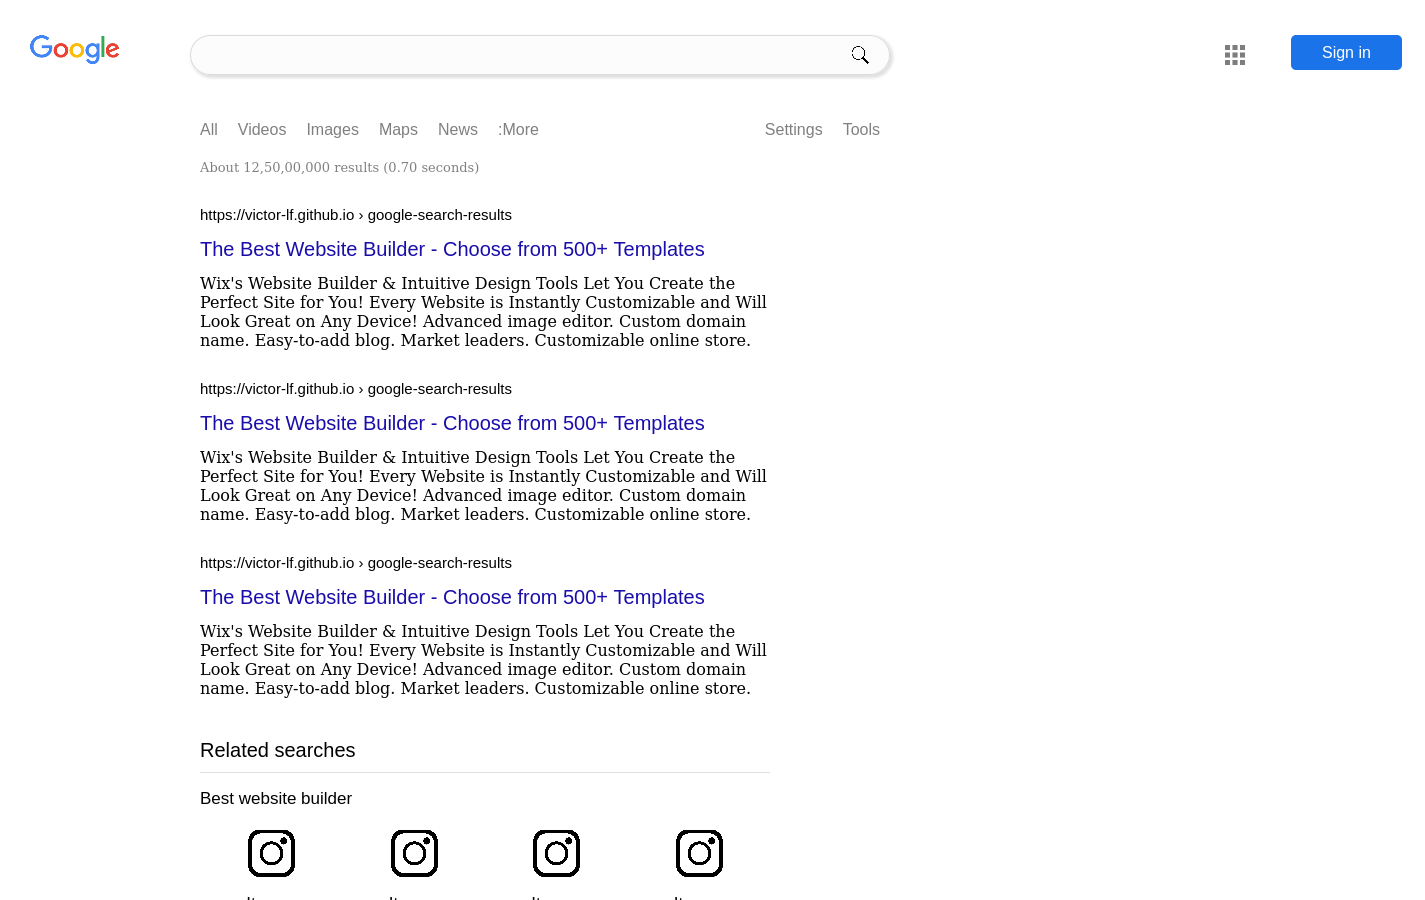 Google
Sign in
All Videos Images Maps News :More Settings Tools
About 12,50,00,000 results (0.70 seconds)
https://victor-lf.github.io › google-search-results
The Best Website Builder - Choose from 500+ Templates
Wix's Website Builder & Intuitive Design Tools Let You Create the
Perfect Site for You! Every Website is Instantly Customizable and Will
Look Great on Any Device! Advanced image editor. Custom domain
name. Easy-to-add blog. Market leaders. Customizable online store.
https://victor-lf.github.io › google-search-results
The Best Website Builder - Choose from 500+ Templates
Wix's Website Builder & Intuitive Design Tools Let You Create the
Perfect Site for You! Every Website is Instantly Customizable and Will
Look Great on Any Device! Advanced image editor. Custom domain
name. Easy-to-add blog. Market leaders. Customizable online store.
https://victor-lf.github.io › google-search-results
The Best Website Builder - Choose from 500+ Templates
Wix's Website Builder & Intuitive Design Tools Let You Create the
Perfect Site for You! Every Website is Instantly Customizable and Will
Look Great on Any Device! Advanced image editor. Custom domain
name. Easy-to-add blog. Market leaders. Customizable online store.
Related searches
Best website builder